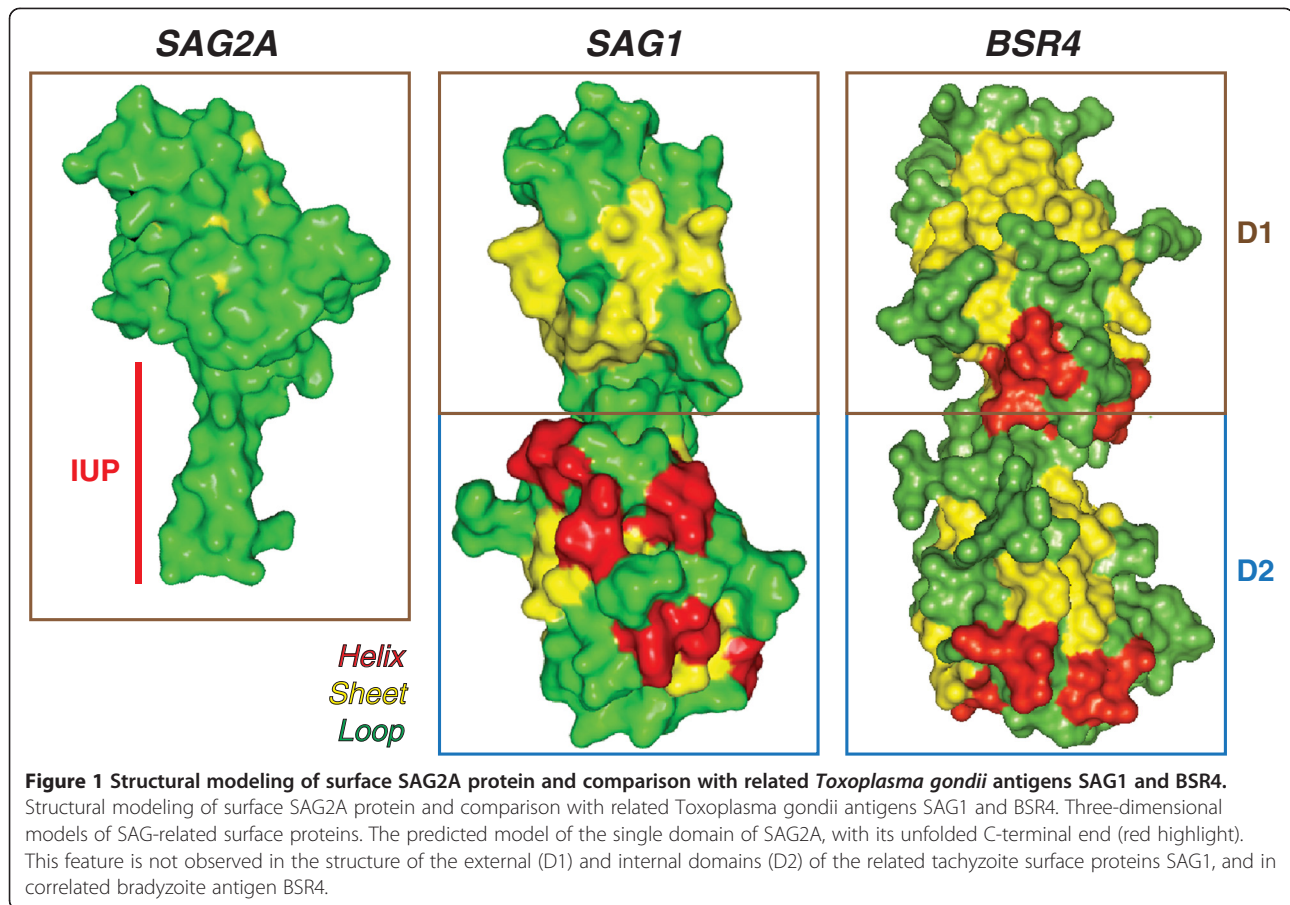 SAG2A
SAG1
BSR4
D1
IUP
D2
Helix
Sheet
Loop
Figure 1 Structural modeling of surface SAG2A protein and comparison with related Toxoplasma gondii antigens SAG1 and BSR4.
Structural modeling of surface SAG2A protein and comparison with related Toxoplasma gondii antigens SAG1 and BSR4. Three-dimensional
models of SAG-related surface proteins. The predicted model of the single domain of SAG2A, with its unfolded C-terminal end (red highlight).
This feature is not observed in the structure of the external (D1) and internal domains (D2) of the related tachyzoite surface proteins SAG1, and in
correlated bradyzoite antigen BSR4.